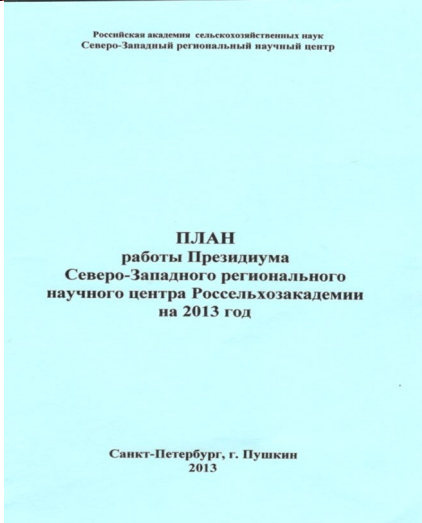 Российская академия сельскохозяйственных наук
Северо-Западный региональный научный центр
ПЛАН
работы Президиума
Северо-Западного регионального
научного центра Россельхозакадемии
на 2013 год
Санкт-Петербург, г. Пушкин
2013